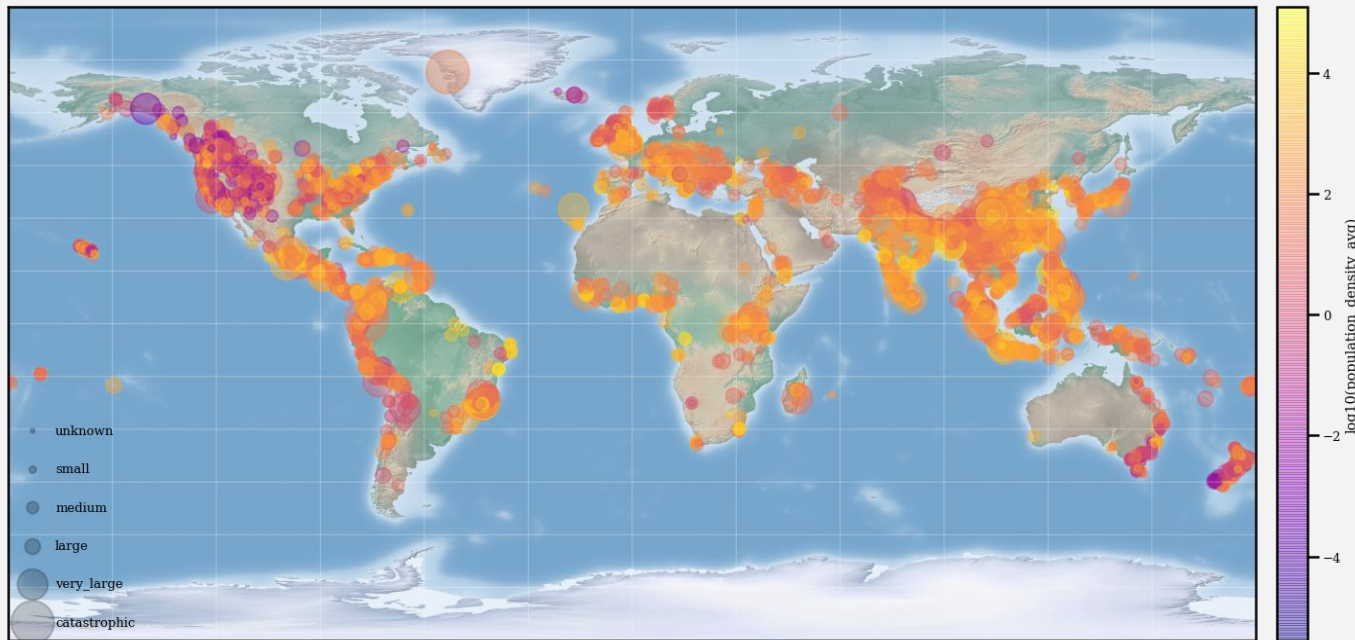 unknown
small
medium
large
very_large
catastrophic
4
2
0
−2
−4
log10(population_density_avg)